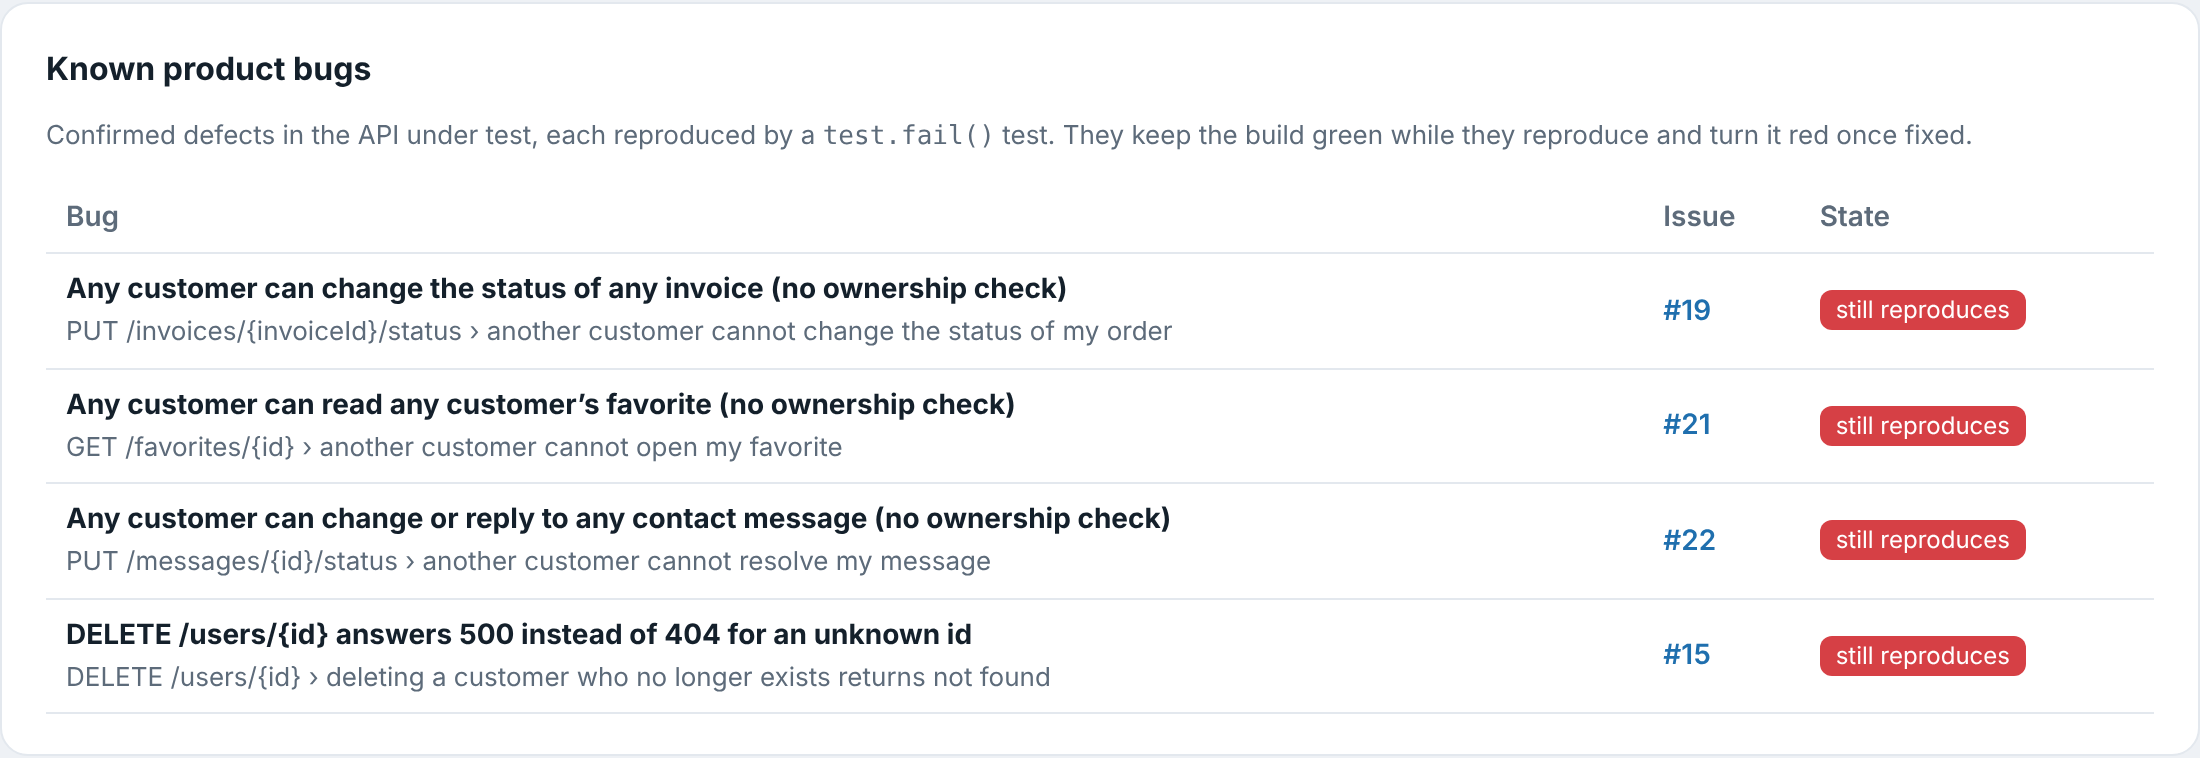 Known product bugs
Confirmed defects in the API under test, each reproduced by a test.fail() test. They keep the build green while they reproduce and turn it red once fixed.
Bug Issue State
Any customer can change the status of any invoice (no ownership check)
PUT /invoices/{invoiceId}/status › another customer cannot change the status of my order
#19 still reproduces
Any customer can read any customer’s favorite (no ownership check)
GET /favorites/{id} › another customer cannot open my favorite
#21 still reproduces
Any customer can change or reply to any contact message (no ownership check)
PUT /messages/{id}/status › another customer cannot resolve my message
#22 still reproduces
DELETE /users/{id} answers 500 instead of 404 for an unknown id
DELETE /users/{id} › deleting a customer who no longer exists returns not found
#15 still reproduces